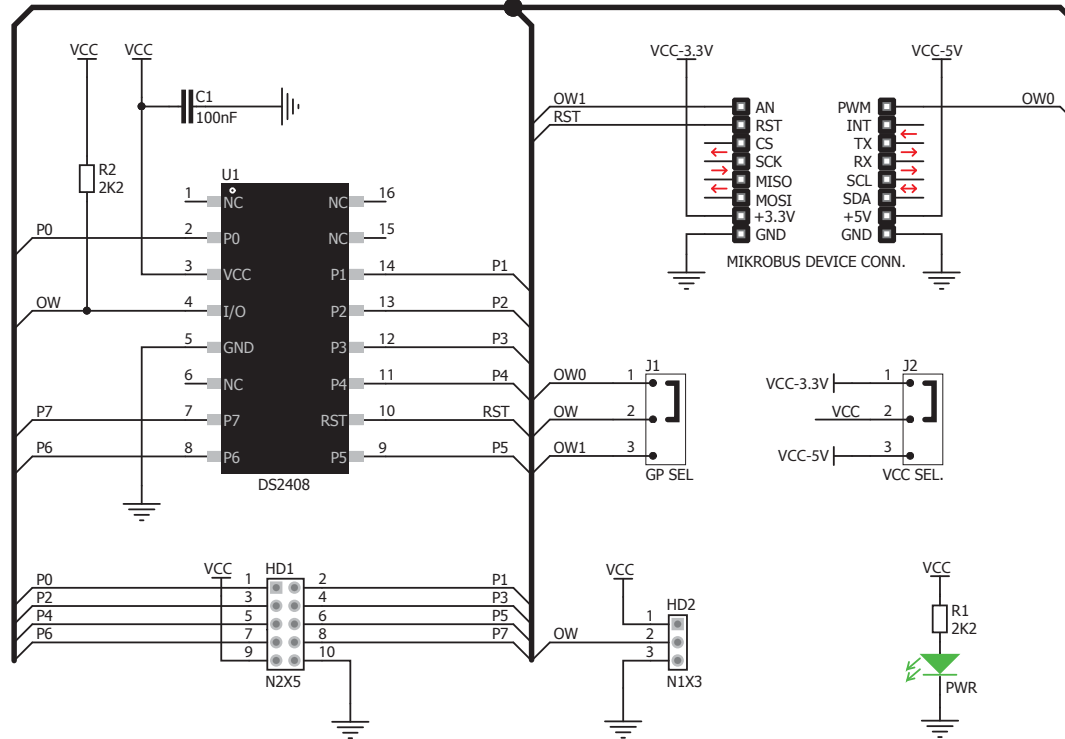 VCC VCC VCC-3.3V VCC-5V
C1
100nF
R2
2K2
U1
DS2408
1 NC NC 16
P0 2 P0 NC 15
3 VCC P1 14 P1
OW 4 I/O P2 13 P2
5 GND P3 12 P3
6 NC P4 11 P4
P7 7 P7 RST 10 RST
P6 8 P6 P5 9 P5
OW1 AN PWM OW0
RST RST INT
CS TX
SCK RX
MISO SCL
MOSI SDA
+3.3V +5V
GND GND
MIKROBUS DEVICE CONN.
J1
OW0 1
OW 2
OW1 3
GP SEL
J2
VCC-3.3V 1
VCC 2
VCC-5V 3
VCC SEL.
VCC HD1
P0 1 2 P1
P2 3 4 P3
P4 5 6 P5
P6 7 8 P7
9 10
N2X5
VCC
HD2
1
OW 2
3
N1X3
VCC
R1
2K2
PWR